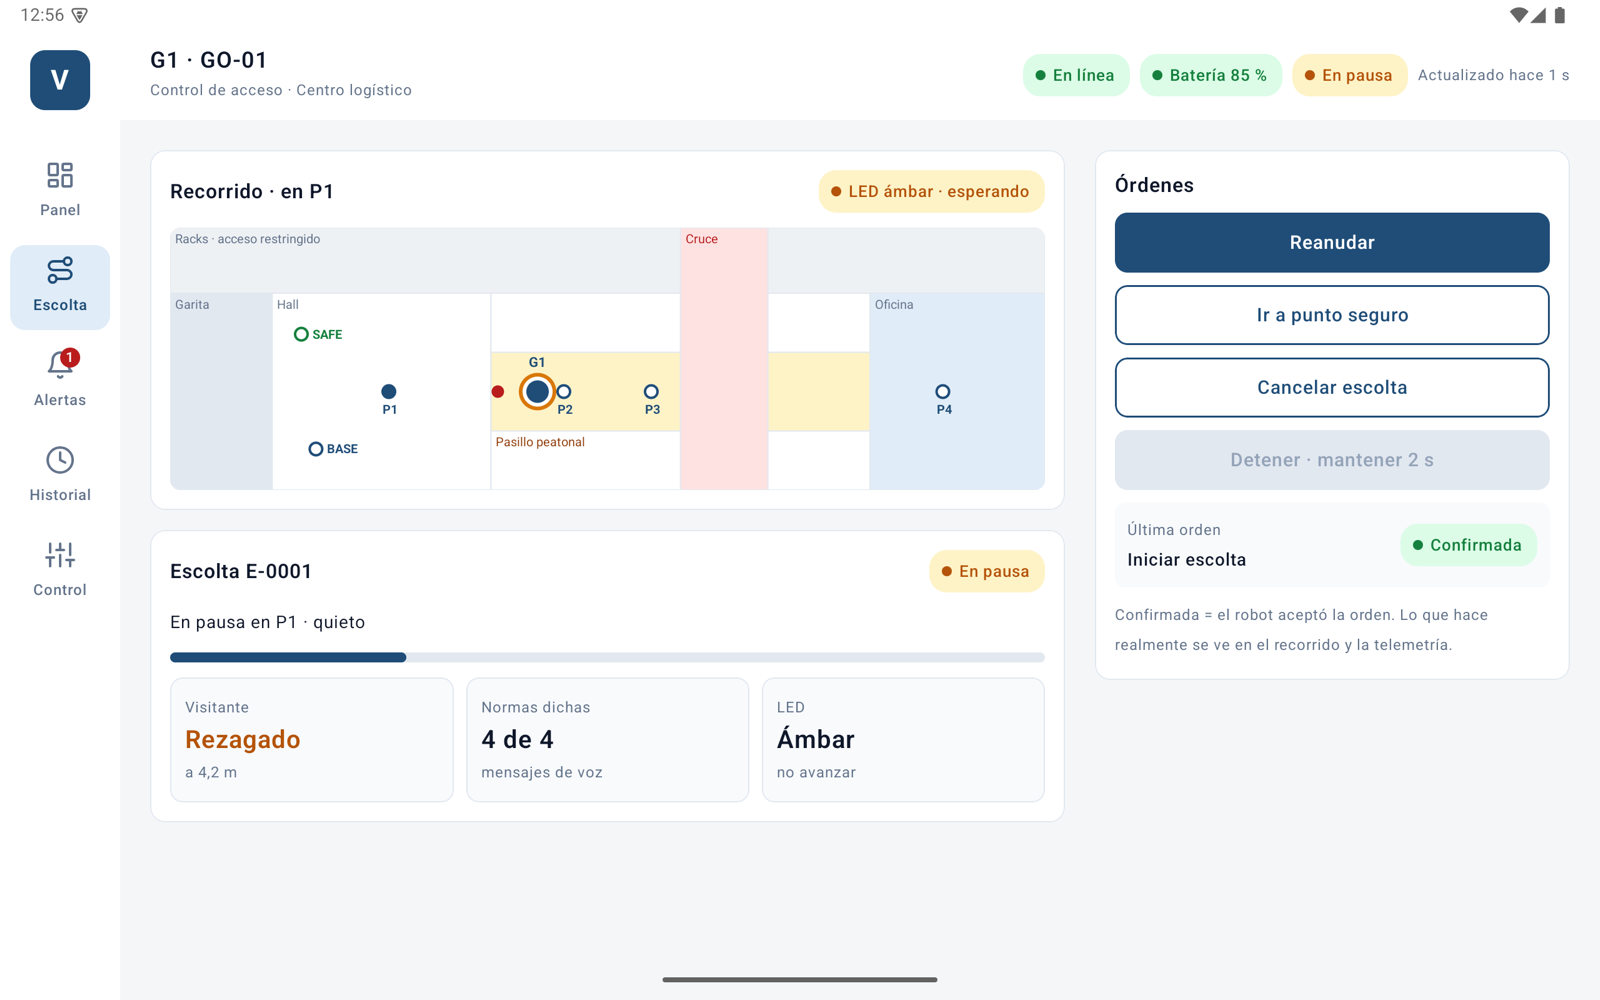 12:56
V
G1 · GO-01
Control de acceso · Centro logístico
En línea
Batería 85 %
En pausa
Actualizado hace 1 s
Panel
Escolta
1
Alertas
Historial
Control
Recorrido · en P1
LED ámbar · esperando
Racks · acceso restringido
Cruce
Garita
Hall
Oficina
SAFE
G1
P1
P2
P3
P4
Pasillo peatonal
BASE
Escolta E-0001
En pausa
En pausa en P1 · quieto
Visitante
Rezagado
a 4,2 m
Normas dichas
4 de 4
mensajes de voz
LED
Ámbar
no avanzar
Órdenes
Reanudar
Ir a punto seguro
Cancelar escolta
Detener · mantener 2 s
Última orden
Iniciar escolta
Confirmada
Confirmada = el robot aceptó la orden. Lo que hace
realmente se ve en el recorrido y la telemetría.